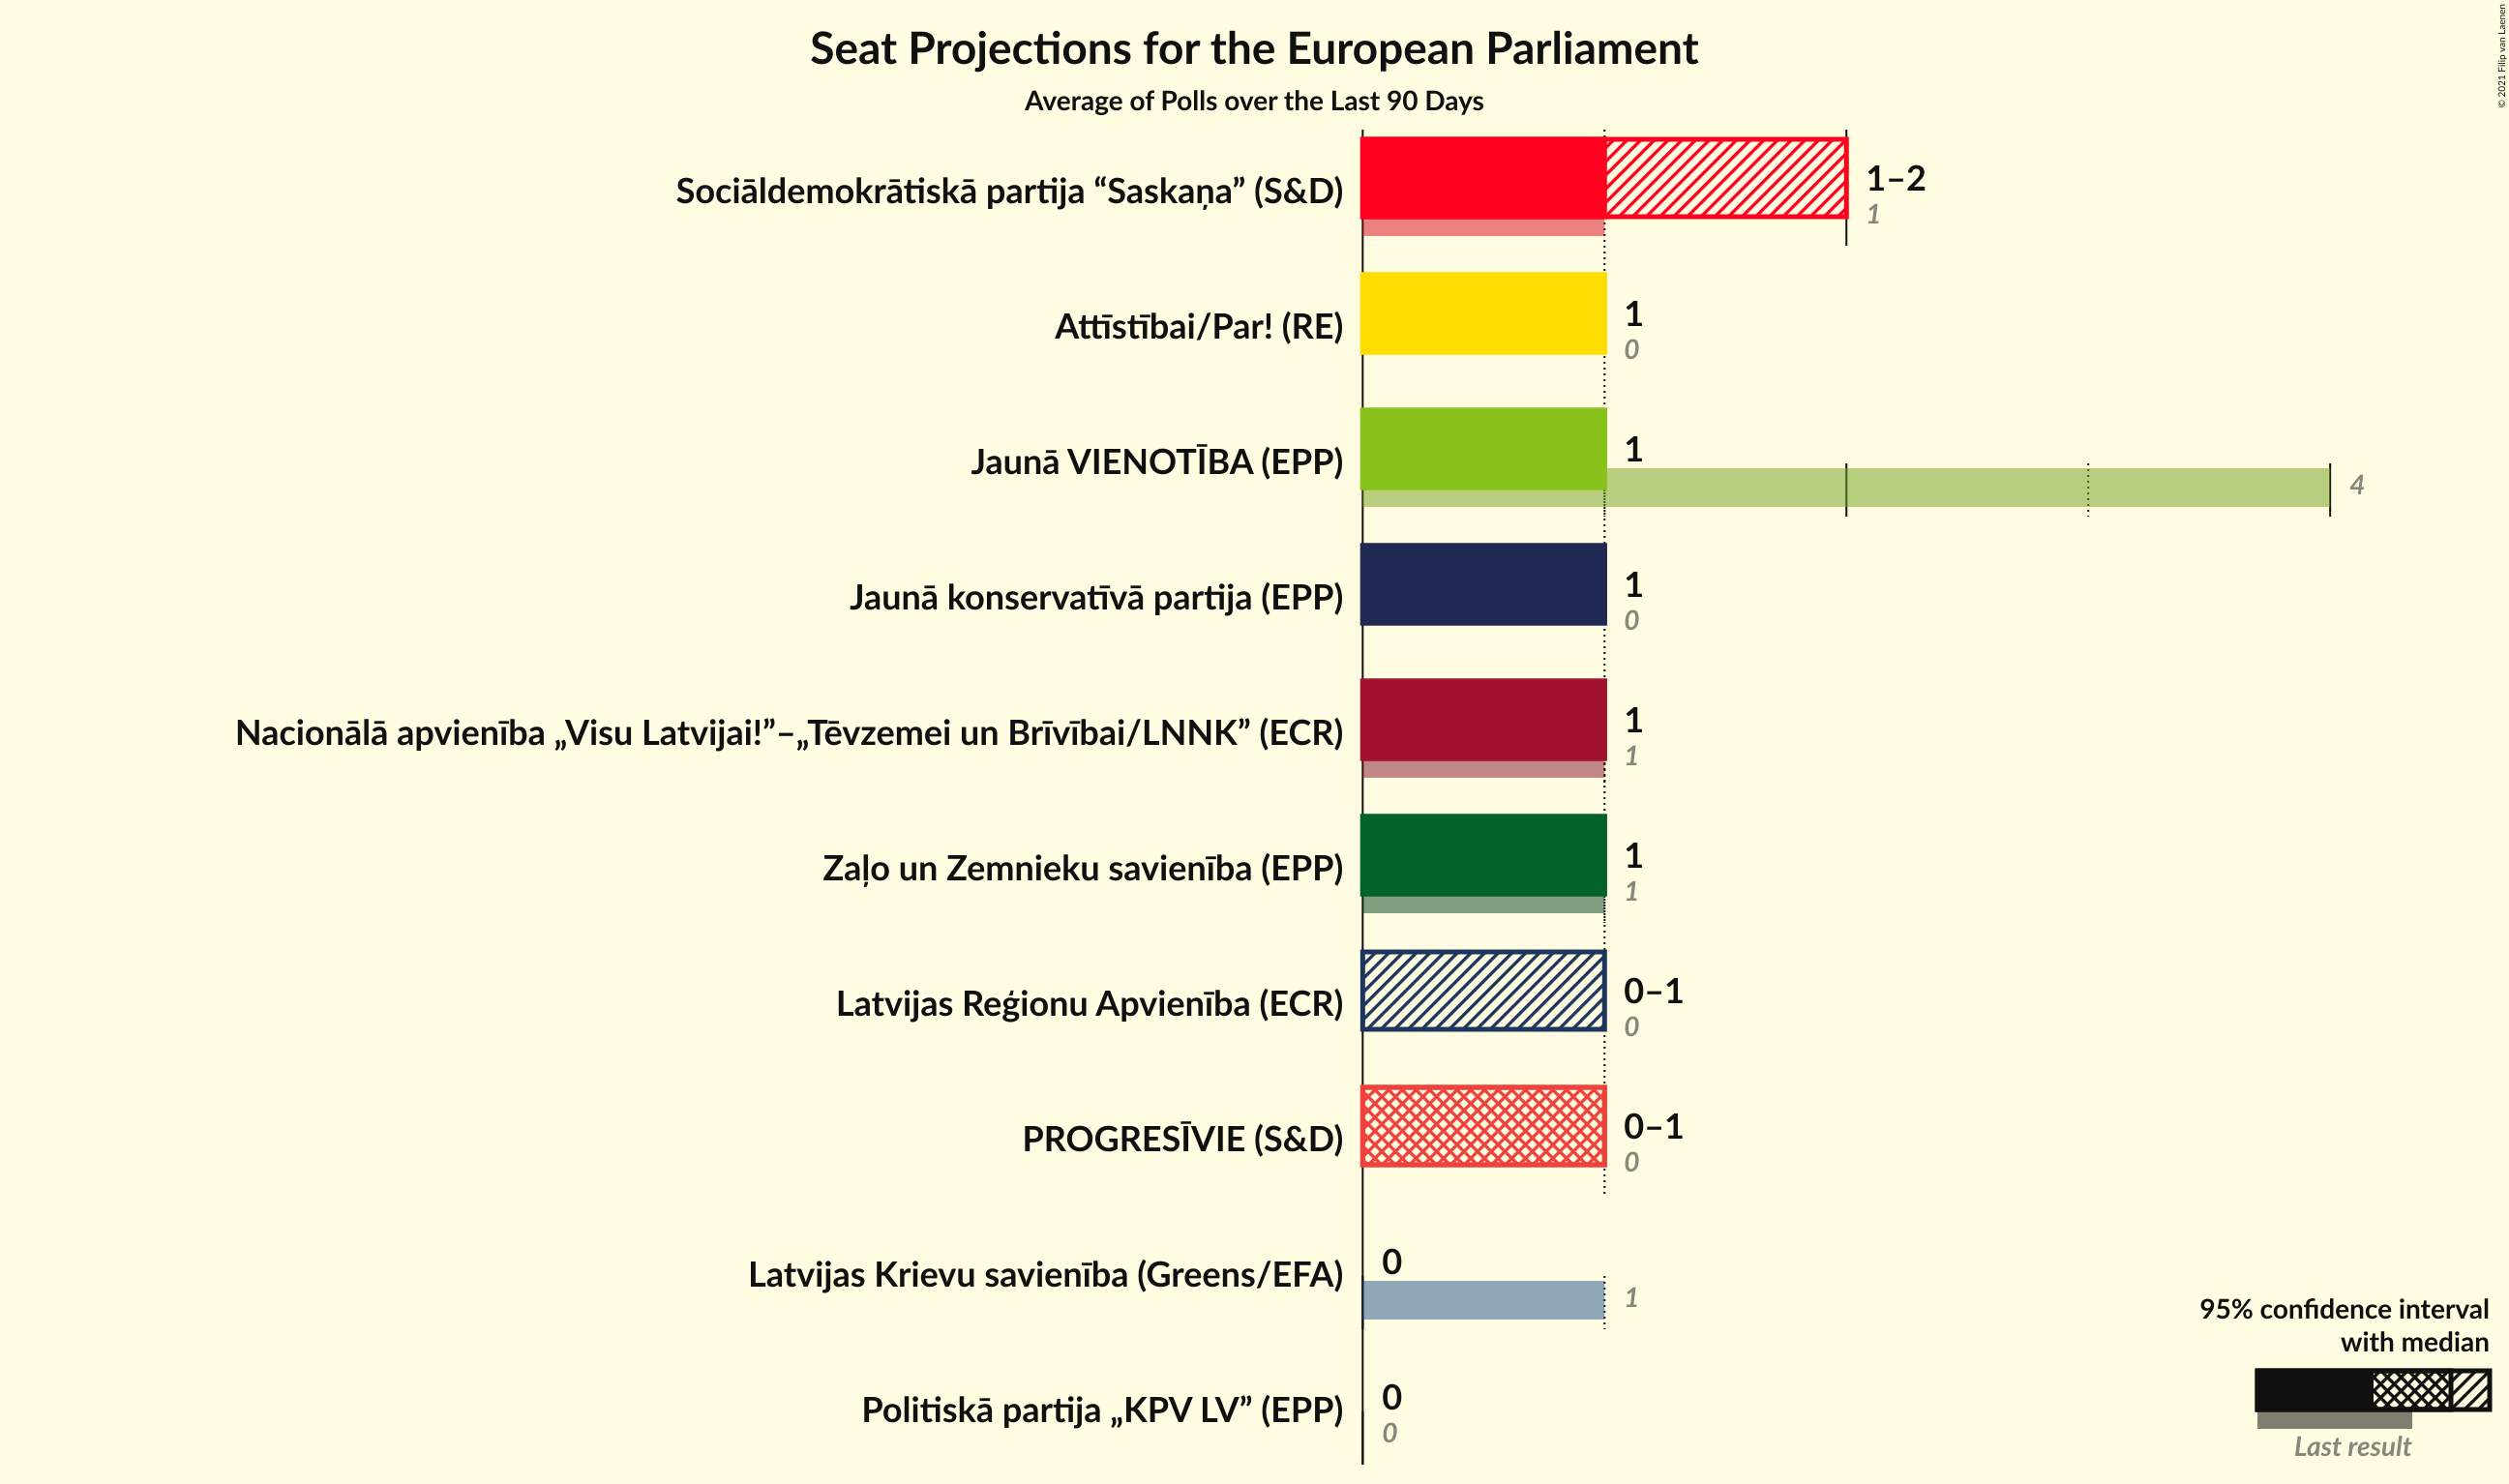 Seat Projections for the European Parliament
Average of Polls over the Last 90 Days
© 2021 Filip van Laenen
Sociāldemokrātiskā partija “Saskaņa” (S&D)
1–2
1
Attīstībai/Par! (RE)
1
0
Jaunā VIENOTĪBA (EPP)
1
4
Jaunā konservatīvā partija (EPP)
1
0
Nacionālā apvienība „Visu Latvijai!”–„Tēvzemei un Brīvībai/LNNK” (ECR)
1
1
Zaļo un Zemnieku savienība (EPP)
1
1
Latvijas Reģionu Apvienība (ECR)
0–1
0
PROGRESĪVIE (S&D)
0–1
0
Latvijas Krievu savienība (Greens/EFA)
0
1
Politiskā partija „KPV LV” (EPP)
0
0
95% confidence interval
with median
Last result